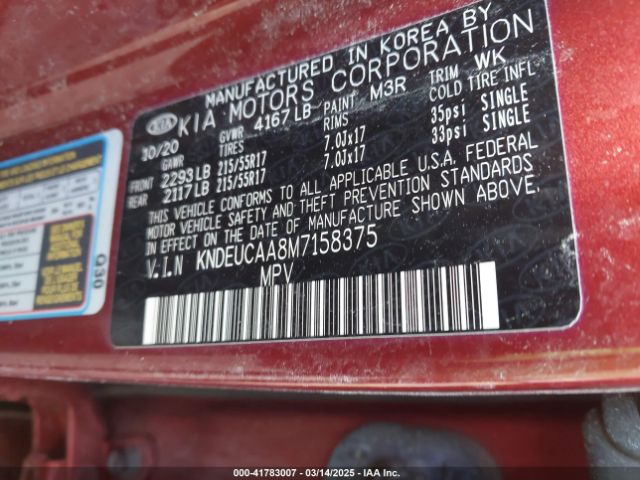 MANUFACTURED IN KOREA BY
KIA MOTORS CORPORATION
KIA
10/20
GVWR 4167 LB PAINT M3R TRIM WK
GAWR TIRES RIMS COLD TIRE INFL
FRONT 2293 LB 215/55R17 7.0Jx17 35psi SINGLE
REAR 2117 LB 215/55R17 7.0Jx17 33psi SINGLE
THIS VEHICLE CONFORMS TO ALL APPLICABLE U.S.A. FEDERAL
MOTOR VEHICLE SAFETY AND THEFT PREVENTION STANDARDS
IN EFFECT ON THE DATE OF MANUFACTURE SHOWN ABOVE.
V.I.N KNDEUCAA8M7158375
MPV
Q30
000-41783007 — 03/14/2025 — IAA Inc.